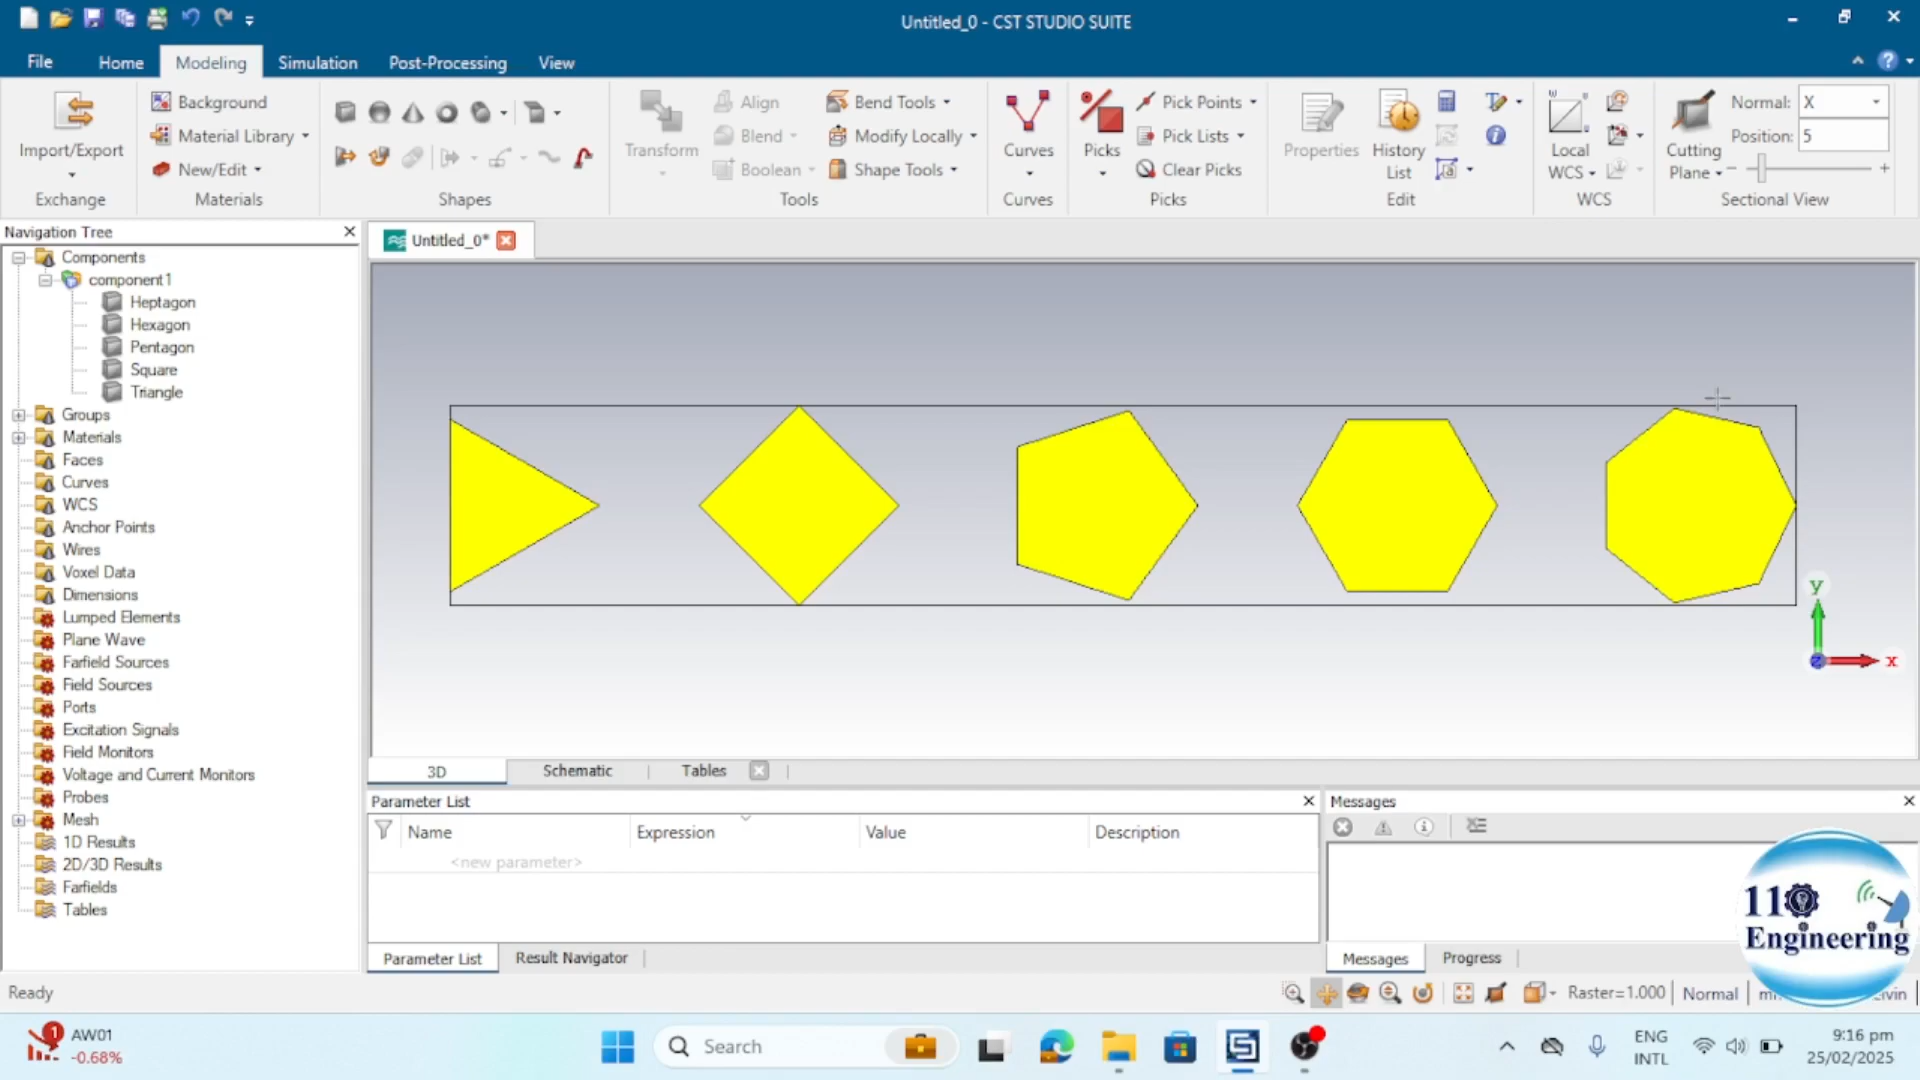 Untitled_0 - CST STUDIO SUITE
File Home Modeling Simulation Post-Processing View
Import/Export
Exchange
Background
Material Library
New/Edit
Materials
Shapes
Transform
Align
Blend
Boolean
Bend Tools
Modify Locally
Shape Tools
Tools
Curves
Curves
Picks
Pick Points
Pick Lists
Clear Picks
Picks
Properties
History
List
Edit
Local
WCS
WCS
Cutting
Plane
Normal: X
Position: 5
Sectional View
Navigation Tree
Components
component1
Heptagon
Hexagon
Pentagon
Square
Triangle
Groups
Materials
Faces
Curves
WCS
Anchor Points
Wires
Voxel Data
Dimensions
Lumped Elements
Plane Wave
Farfield Sources
Field Sources
Ports
Excitation Signals
Field Monitors
Voltage and Current Monitors
Probes
Mesh
1D Results
2D/3D Results
Farfields
Tables
Untitled_0*
y
z x
3D Schematic Tables
Parameter List
Name Expression Value Description
<new parameter>
Parameter List Result Navigator
Messages
Messages Progress
110
Engineering
Ready
Raster=1.000 Normal
AW01
-0.68%
1
Search
ENG
INTL
9:16 pm
25/02/2025